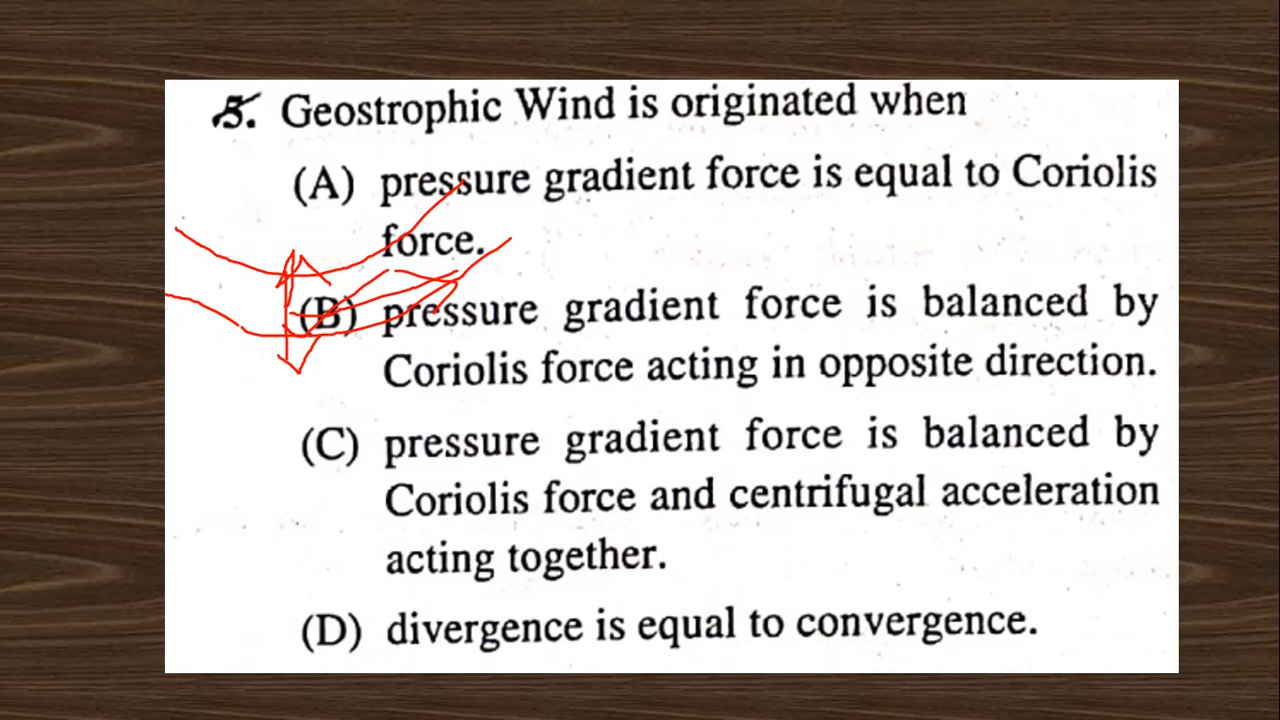 5. Geostrophic Wind is originated when
(A) pressure gradient force is equal to Coriolis
force.
(B) pressure gradient force is balanced by
Coriolis force acting in opposite direction.
(C) pressure gradient force is balanced by
Coriolis force and centrifugal acceleration
acting together.
(D) divergence is equal to convergence.